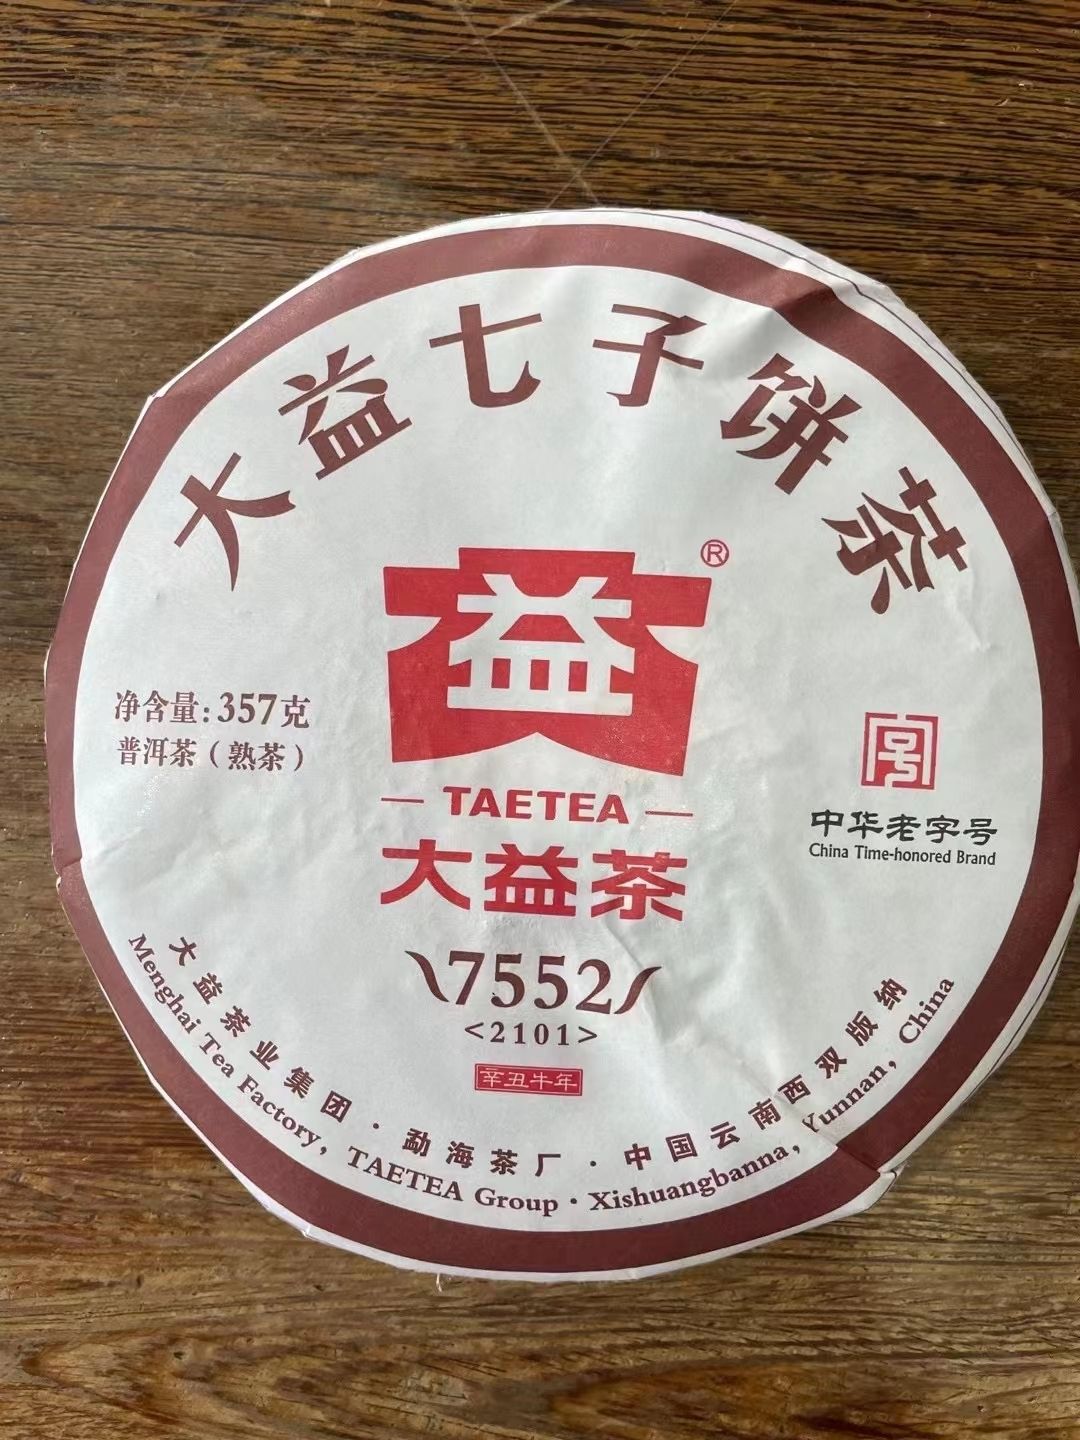 大益七子饼茶
益
®
TAETEA
大益茶
净含量:357克
普洱茶(熟茶)
中华老字号
China Time-honored Brand
7552
<2101>
辛丑牛年
大益茶业集团·勐海茶厂·中国云南西双版纳
Menghai Tea Factory, TAETEA Group · Xishuangbanna, Yunnan, China